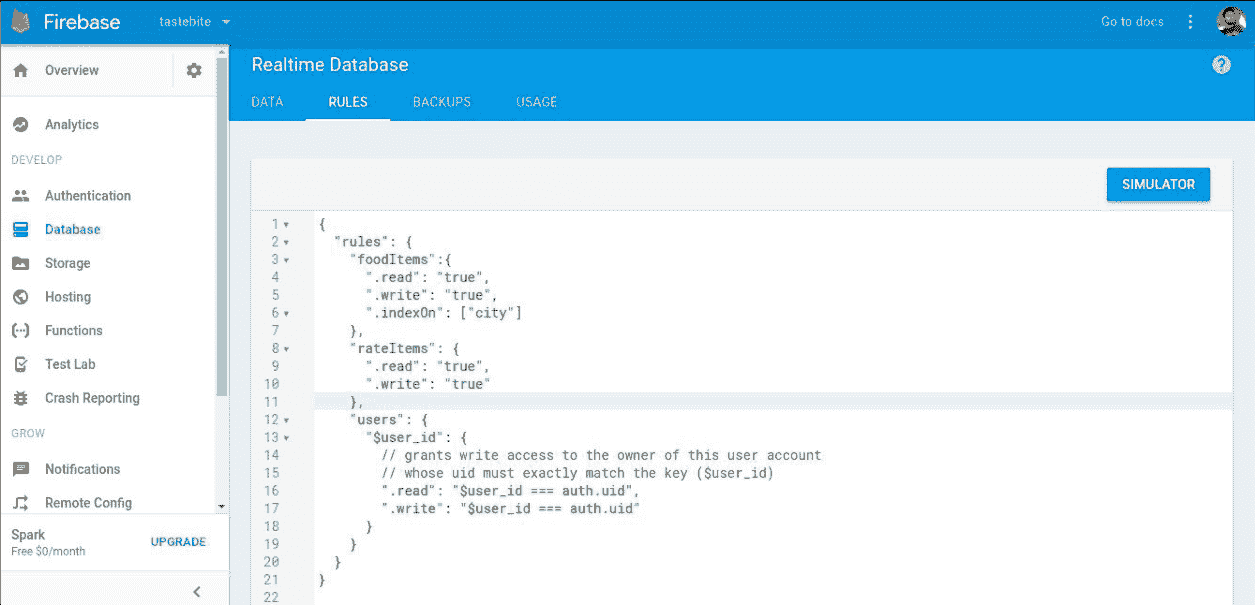 Firebase
tastebite
Go to docs
Overview
Analytics
DEVELOP
Authentication
Database
Storage
Hosting
Functions
Test Lab
Crash Reporting
GROW
Notifications
Remote Config
Spark
Free $0/month
UPGRADE
Realtime Database
DATA RULES BACKUPS USAGE
SIMULATOR
1 {
2 "rules": {
3 "foodItems":{
4 ".read": "true",
5 ".write": "true",
6 ".indexOn": ["city"]
7 },
8 "rateItems": {
9 ".read": "true",
10 ".write": "true"
11 },
12 "users": {
13 "$user_id": {
14 // grants write access to the owner of this user account
15 // whose uid must exactly match the key ($user_id)
16 ".read": "$user_id === auth.uid",
17 ".write": "$user_id === auth.uid"
18 }
19 }
20 }
21 }
22